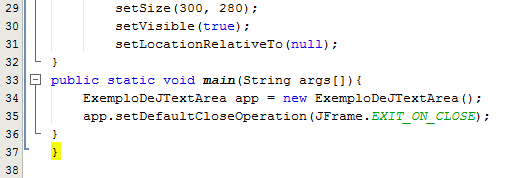 29 setSize(300, 280);
30 setVisible(true);
31 setLocationRelativeTo(null);
32 }
33 public static void main(String args[]){
34 ExemploDeJTextArea app = new ExemploDeJTextArea();
35 app.setDefaultCloseOperation(JFrame.EXIT_ON_CLOSE);
36 }
37 }
38